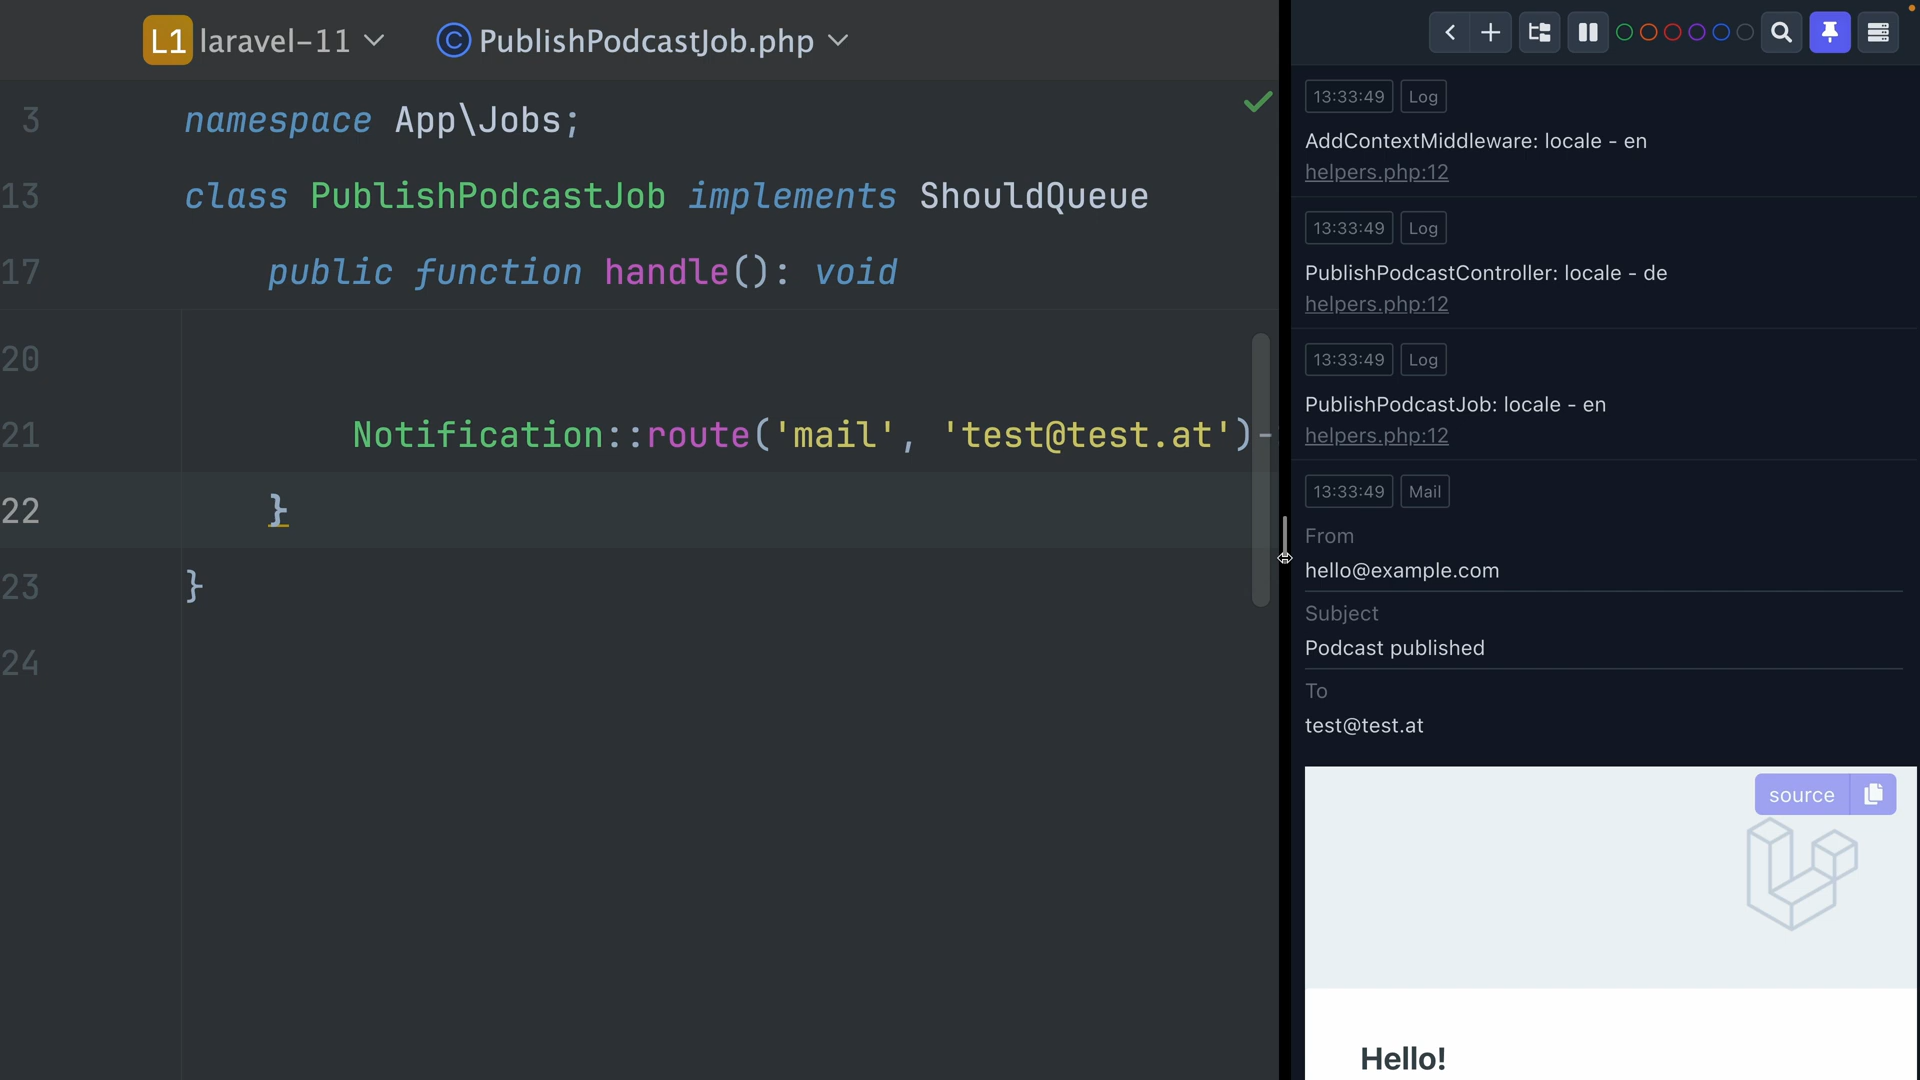 L1 laravel-11 PublishPodcastJob.php
3 namespace App\Jobs;
13 class PublishPodcastJob implements ShouldQueue
17 public function handle(): void
20
21 Notification::route('mail', 'test@test.at')-
22 }
23 }
24
13:33:49 Log
AddContextMiddleware: locale - en
helpers.php:12
13:33:49 Log
PublishPodcastController: locale - de
helpers.php:12
13:33:49 Log
PublishPodcastJob: locale - en
helpers.php:12
13:33:49 Mail
From
hello@example.com
Subject
Podcast published
To
test@test.at
source
Hello!